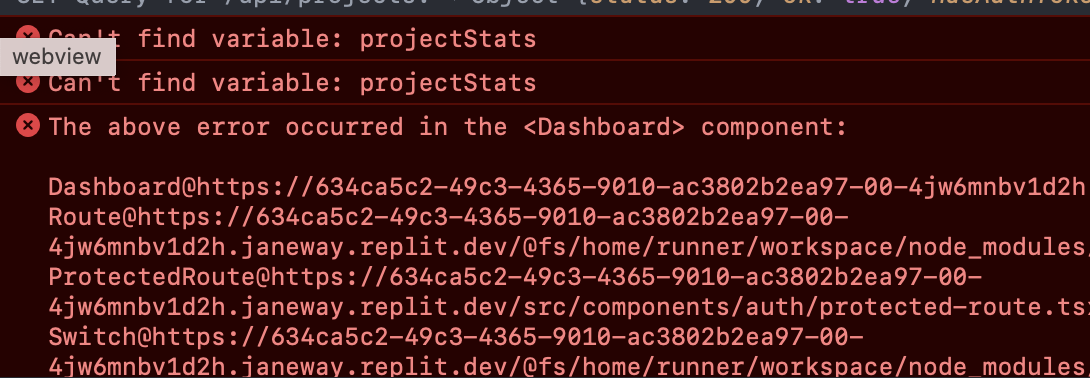 Can't find variable: projectStats
webview
Can't find variable: projectStats
The above error occurred in the <Dashboard> component:
Dashboard@https://634ca5c2-49c3-4365-9010-ac3802b2ea97-00-4jw6mnbv1d2h
Route@https://634ca5c2-49c3-4365-9010-ac3802b2ea97-00-
4jw6mnbv1d2h.janeway.replit.dev/@fs/home/runner/workspace/node_modules/
ProtectedRoute@https://634ca5c2-49c3-4365-9010-ac3802b2ea97-00-
4jw6mnbv1d2h.janeway.replit.dev/src/components/auth/protected-route.ts
Switch@https://634ca5c2-49c3-4365-9010-ac3802b2ea97-00-
4jw6mnbv1d2h.janeway.replit.dev/@fs/home/runner/workspace/node_modules